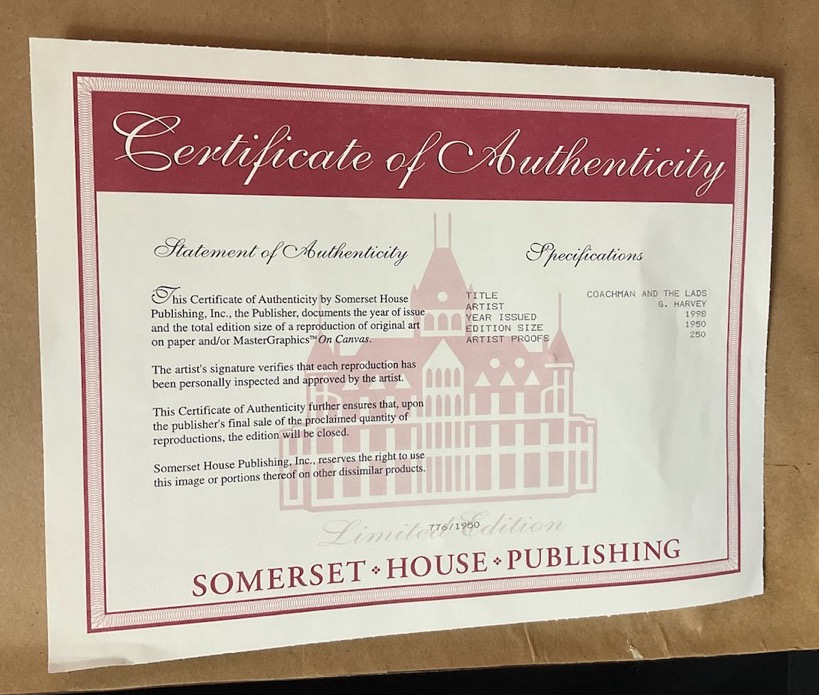 Certificate of Authenticity
Statement of Authenticity
This Certificate of Authenticity by Somerset House
Publishing, Inc., the Publisher, documents the year of issue
and the total edition size of a reproduction of original art
on paper and/or MasterGraphics™ On Canvas.
The artist's signature verifies that each reproduction has
been personally inspected and approved by the artist.
This Certificate of Authenticity further ensures that, upon
the publisher's final sale of the proclaimed quantity of
reproductions, the edition will be closed.
Somerset House Publishing, Inc., reserves the right to use
this image or portions thereof on other dissimilar products.
Specifications
TITLE COACHMAN AND THE LADS
ARTIST G. HARVEY
YEAR ISSUED 1998
EDITION SIZE 1950
ARTIST PROOFS 250
Limited Edition
776/1950
SOMERSET❖HOUSE❖PUBLISHING